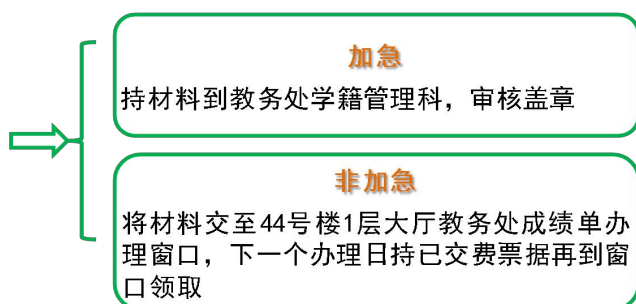 加急
持材料到教务处学籍管理科，审核盖章
非加急
将材料交至44号楼1层大厅教务处成绩单办
理窗口，下一个办理日持已交费票据再到窗
口领取